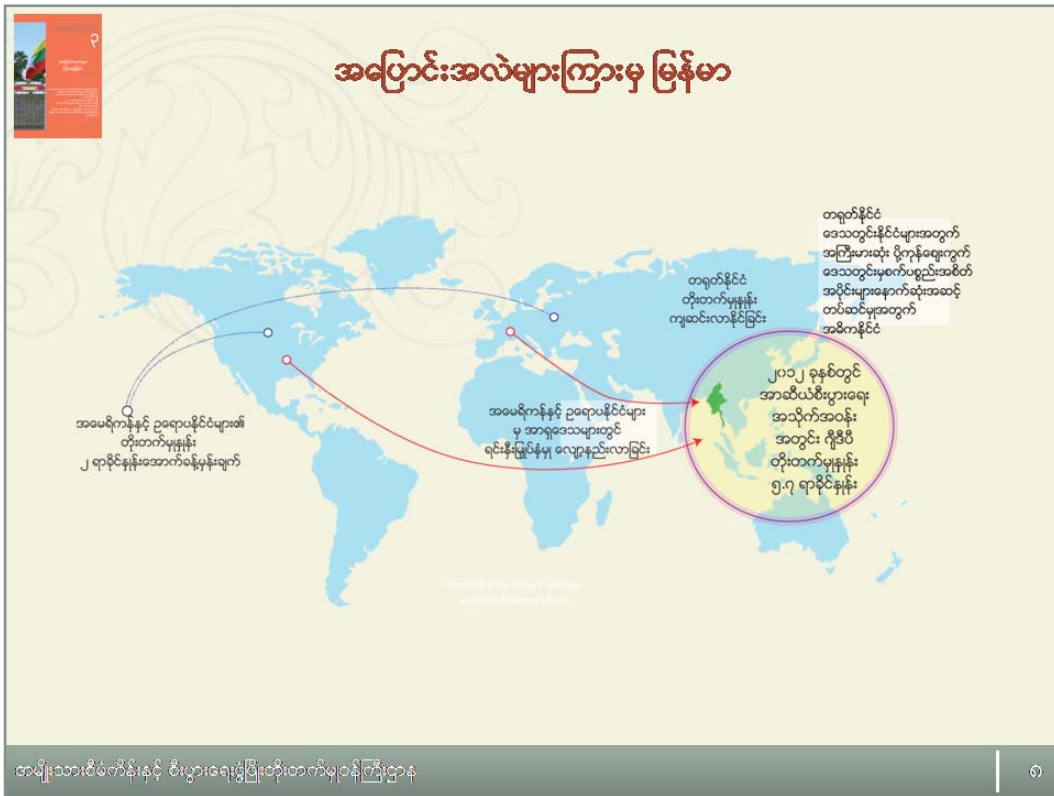 ၃
အပြောင်းအလဲများကြားမှ မြန်မာ
တရုတ်နိုင်ငံ
ဒေသတွင်းနိုင်ငံများအတွက်
အကြီးမားဆုံး ပို့ကုန်ဈေးကွက်
ဒေသတွင်းမှစက်ပစ္စည်းအစိတ်
အပိုင်းများနောက်ဆုံးအဆင့်
တပ်ဆင်မှုအတွက်
အဓိကနိုင်ငံ
တရုတ်နိုင်ငံ
တိုးတက်မှုနှုန်း
ကျဆင်းလာနိုင်ခြင်း
၂၀၁၂ ခုနှစ်တွင်
အာဆီယံစီးပွားရေး
အသိုက်အဝန်း
အတွင်း ဂျီဒီပီ
တိုးတက်မှုနှုန်း
၅.၇ ရာခိုင်နှုန်း
အမေရိကန်နှင့် ဥရောပနိုင်ငံများ
မှ အာရှဒေသများတွင်
ရင်းနှီးမြှုပ်နှံမှု လျော့နည်းလာခြင်း
အမေရိကန်နှင့် ဥရောပနိုင်ငံများ၏
တိုးတက်မှုနှုန်း
၂ ရာခိုင်နှုန်းအောက်ခန့်မှန်းချက်
of the Global Population
are within Myanmar's Reach
အမျိုးသားစီမံကိန်းနှင့် စီးပွားရေးဖွံ့ဖြိုးတိုးတက်မှုဝန်ကြီးဌာန
၈